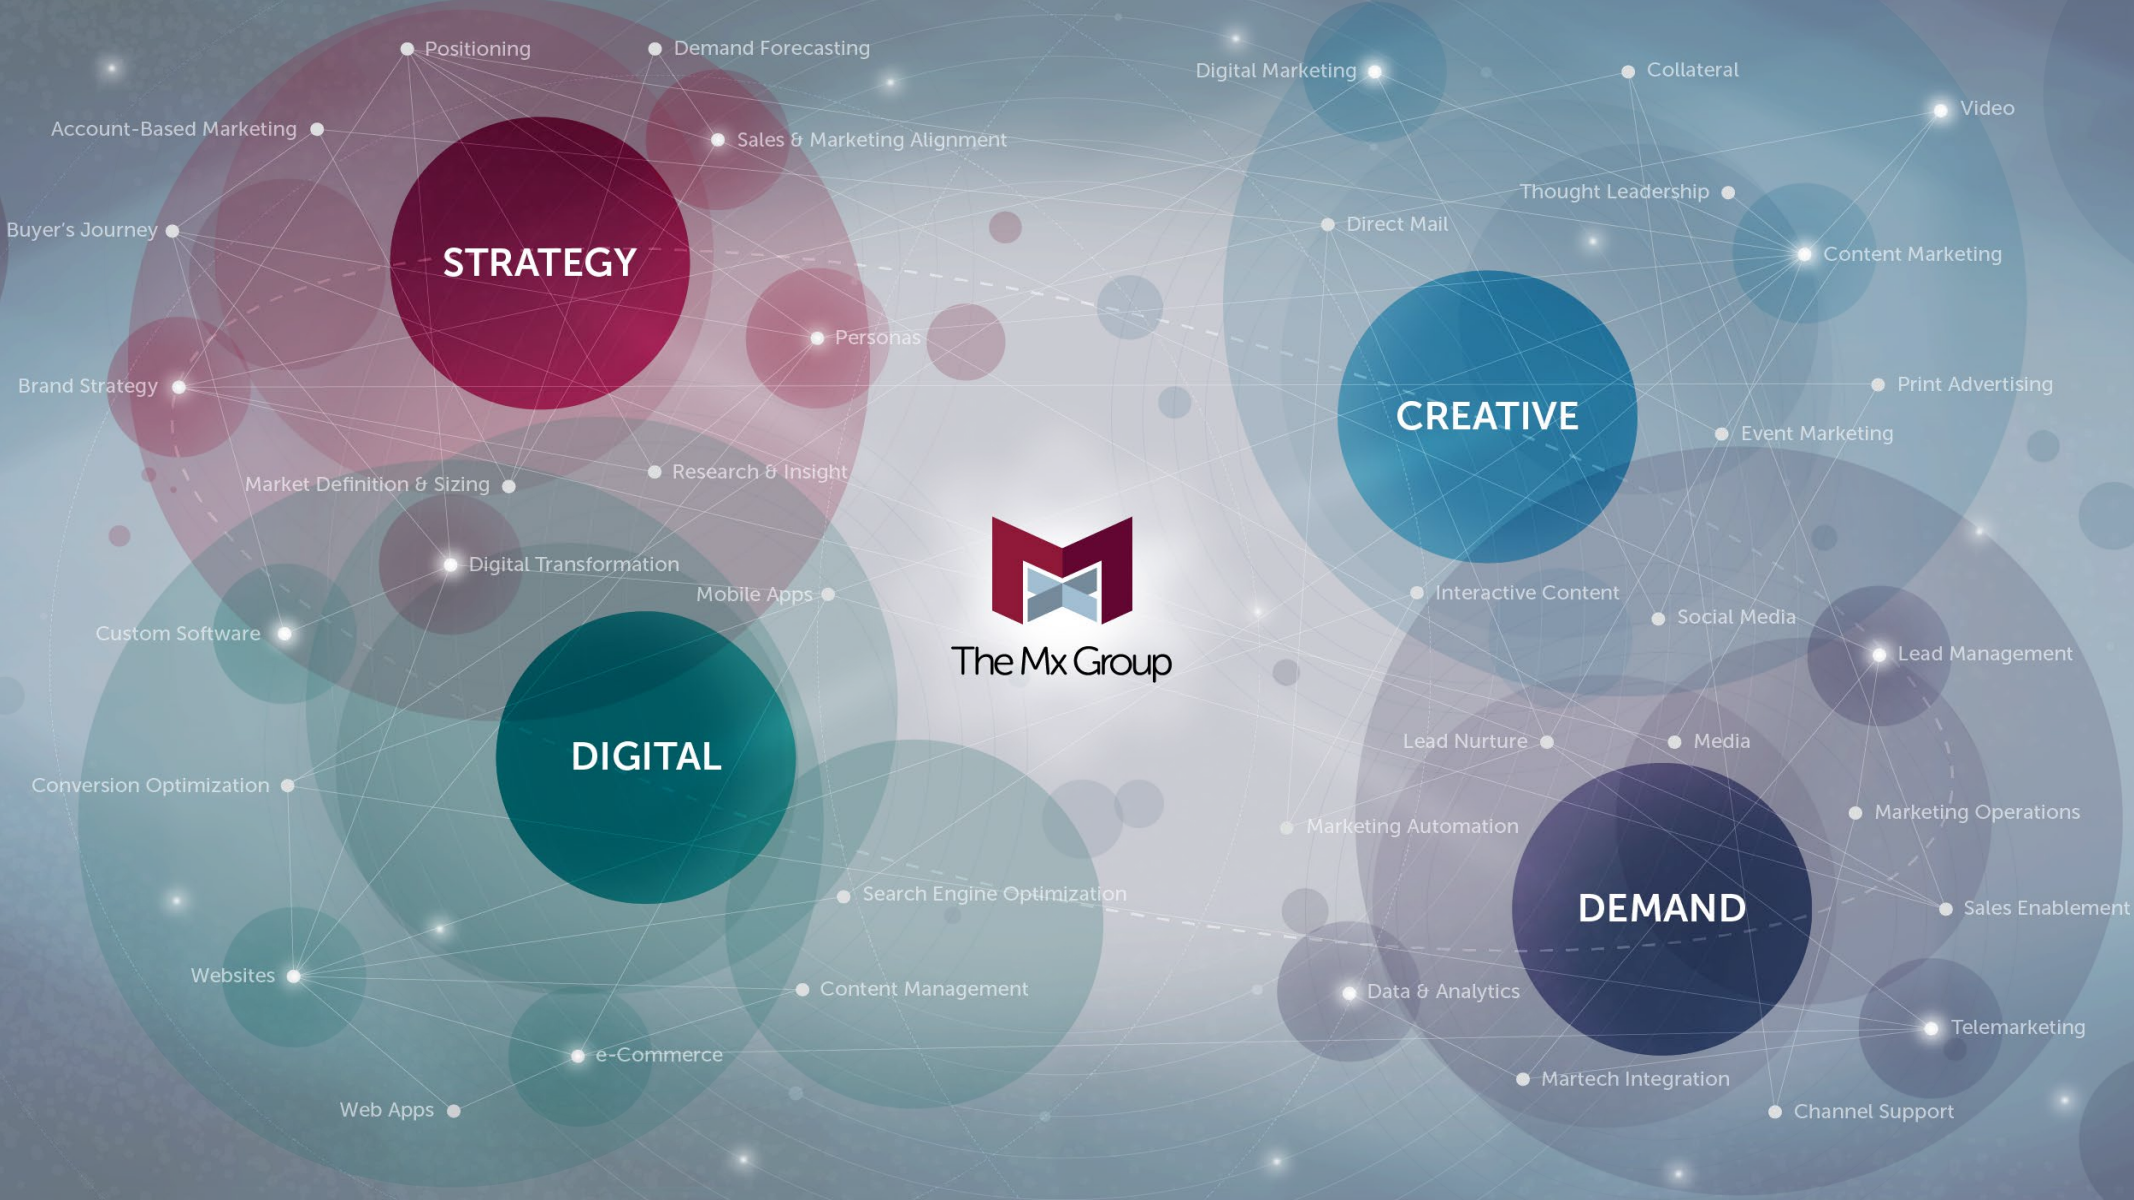 Positioning
Demand Forecasting
Account-Based Marketing
Sales & Marketing Alignment
Buyer's Journey
STRATEGY
Personas
Brand Strategy
Market Definition & Sizing
Research & Insight
Digital Marketing
Collateral
Video
Thought Leadership
Direct Mail
Content Marketing
CREATIVE
Print Advertising
Event Marketing
Interactive Content
Social Media
The Mx Group
Digital Transformation
Mobile Apps
Custom Software
DIGITAL
Conversion Optimization
Search Engine Optimization
Websites
Content Management
e-Commerce
Web Apps
Lead Management
Lead Nurture
Media
Marketing Automation
Marketing Operations
DEMAND
Sales Enablement
Data & Analytics
Telemarketing
Martech Integration
Channel Support